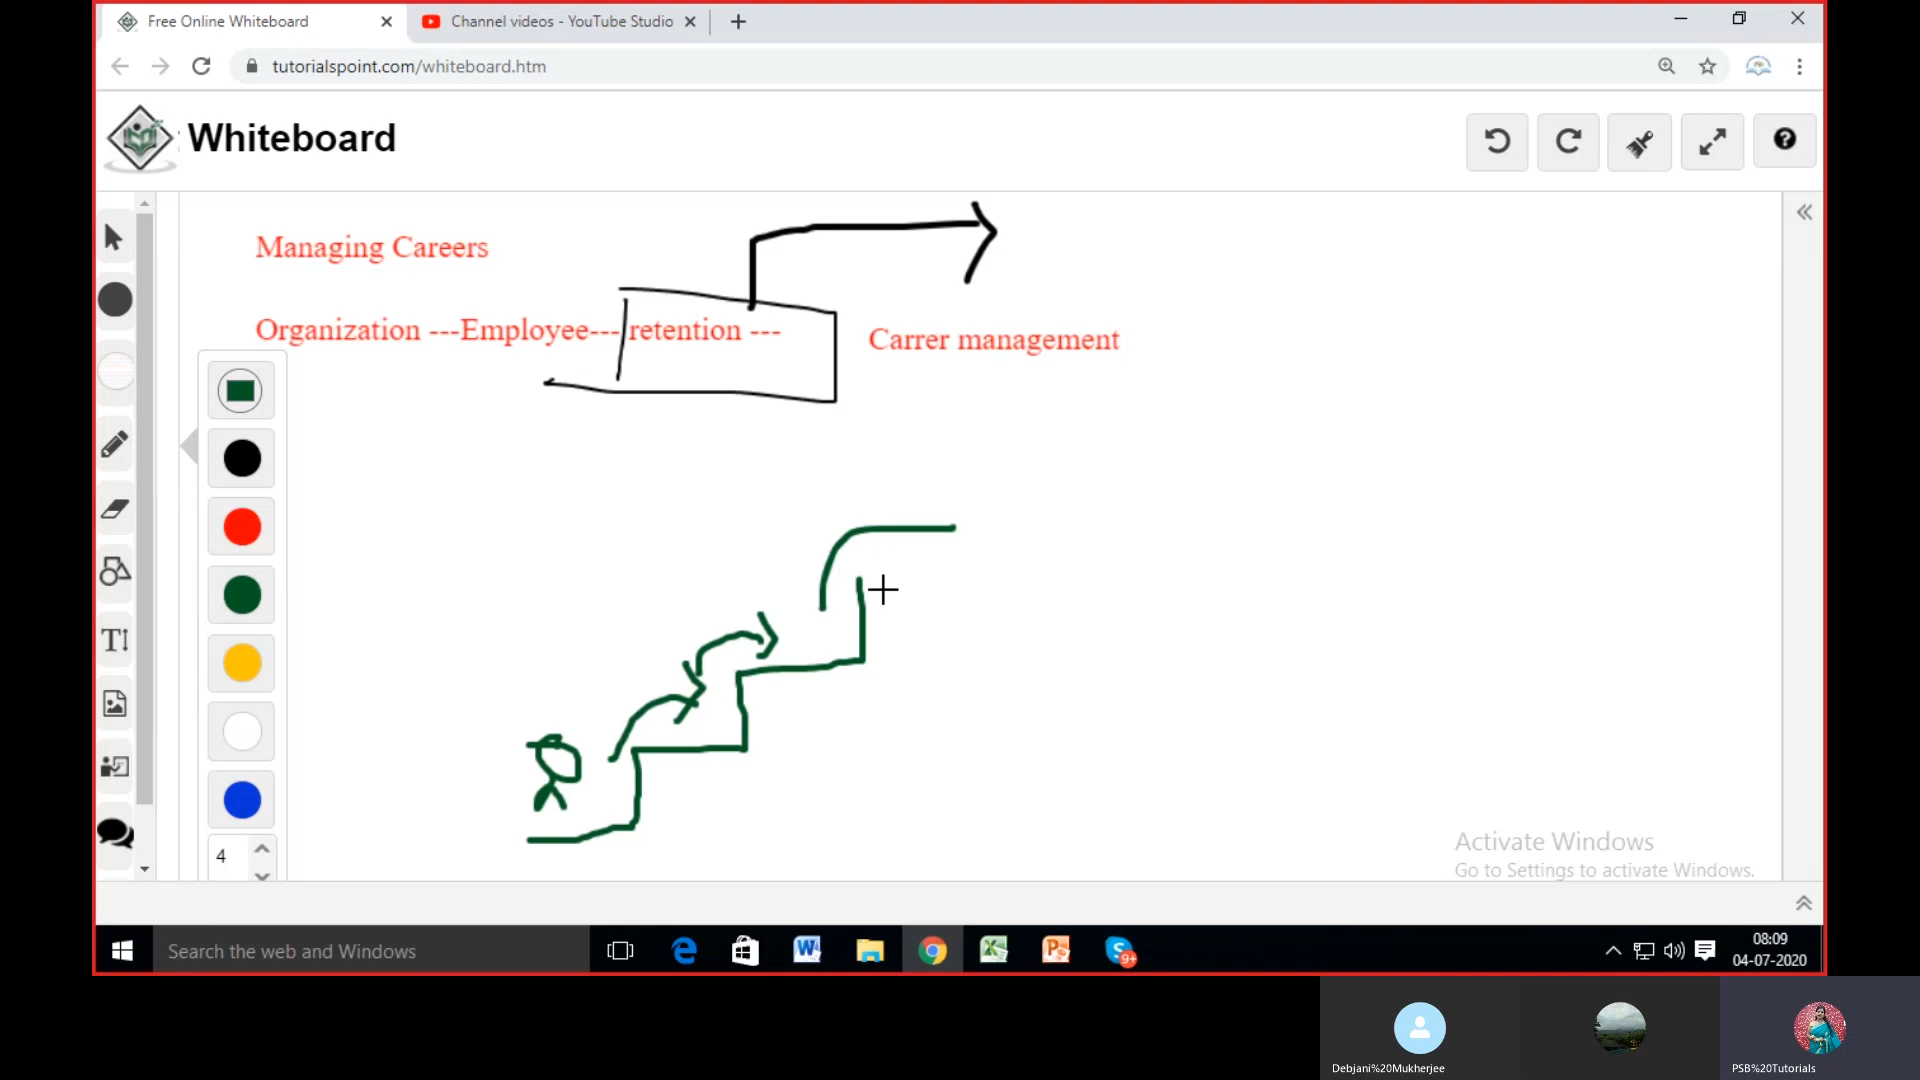 Free Online Whiteboard
Channel videos - YouTube Studio
tutorialspoint.com/whiteboard.htm
Whiteboard
Managing Careers
Organization ---Employee--- retention ---
Carrer management
T
4
Activate Windows
Go to Settings to activate Windows.
Search the web and Windows
9+
08:09
04-07-2020
Debjani%20Mukherjee
PSB%20Tutorials